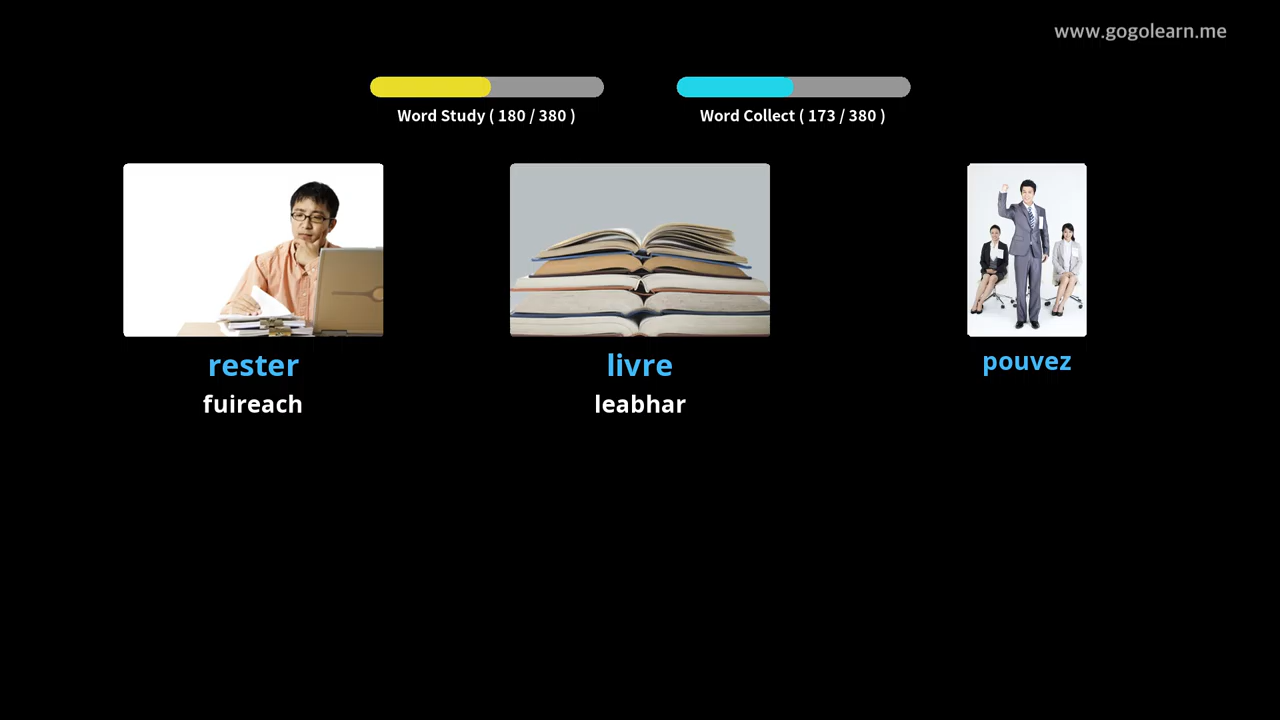 www.gogolearn.me
Word Study ( 180 / 380 )
Word Collect ( 173 / 380 )
rester
fuireach
livre
leabhar
pouvez